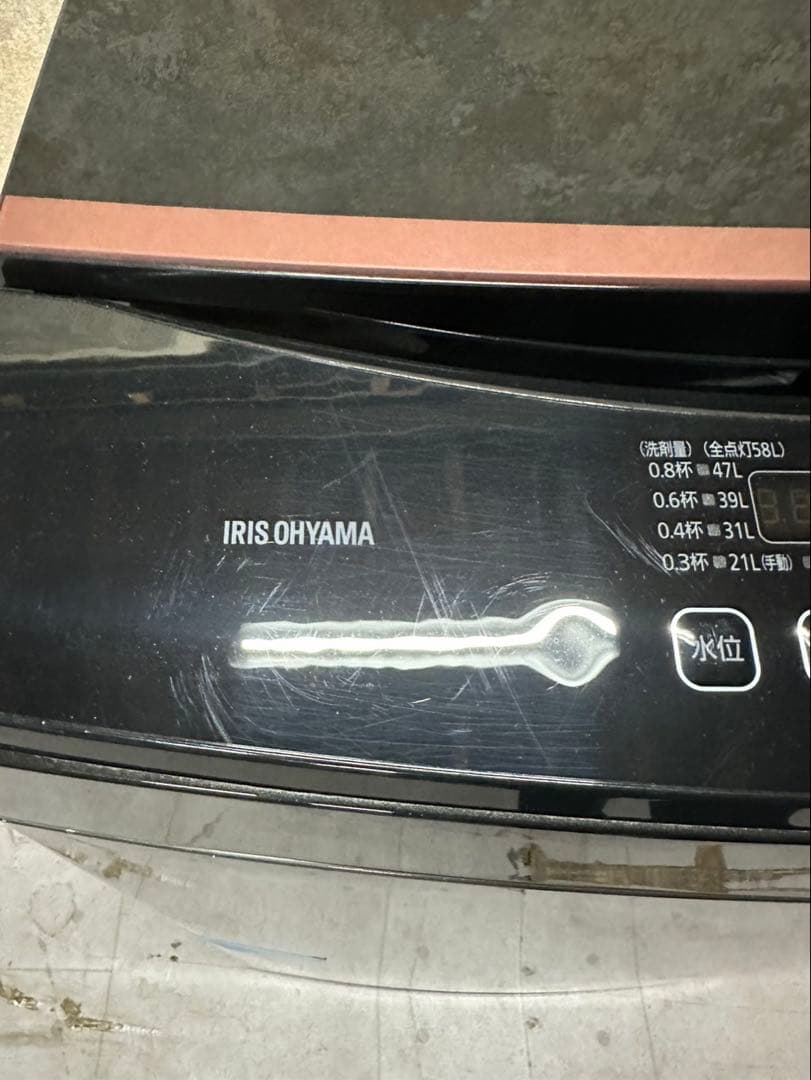 IRIS OHYAMA
(洗剤量) (全点灯58L)
0.8杯 47L
0.6杯 39L
0.4杯 31L
0.3杯 21L(手動)
水位